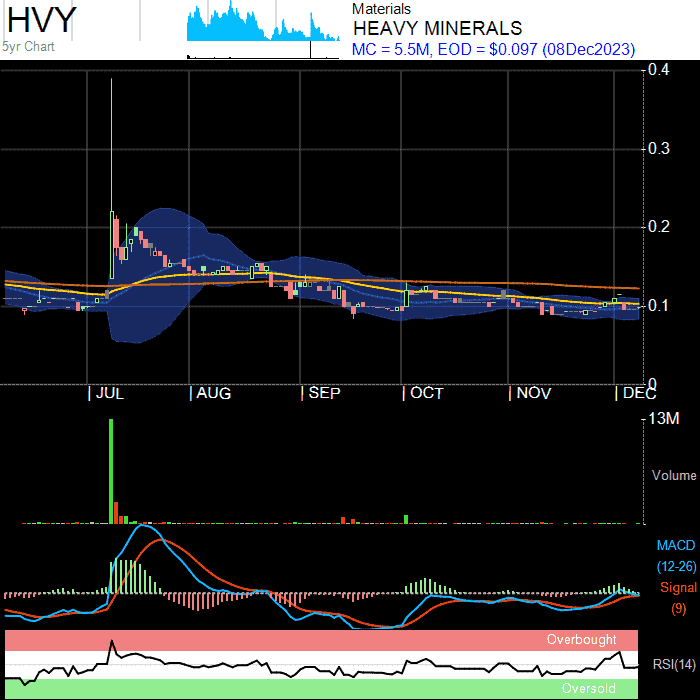 HVY
5yr Chart
Materials
HEAVY MINERALS
MC = 5.5M, EOD = $0.097 (08Dec2023)
0.4
0.3
0.2
0.1
0
JUL AUG SEP OCT NOV DEC
13M
Volume
MACD
(12-26)
Signal
(9)
Overbought
RSI(14)
Oversold